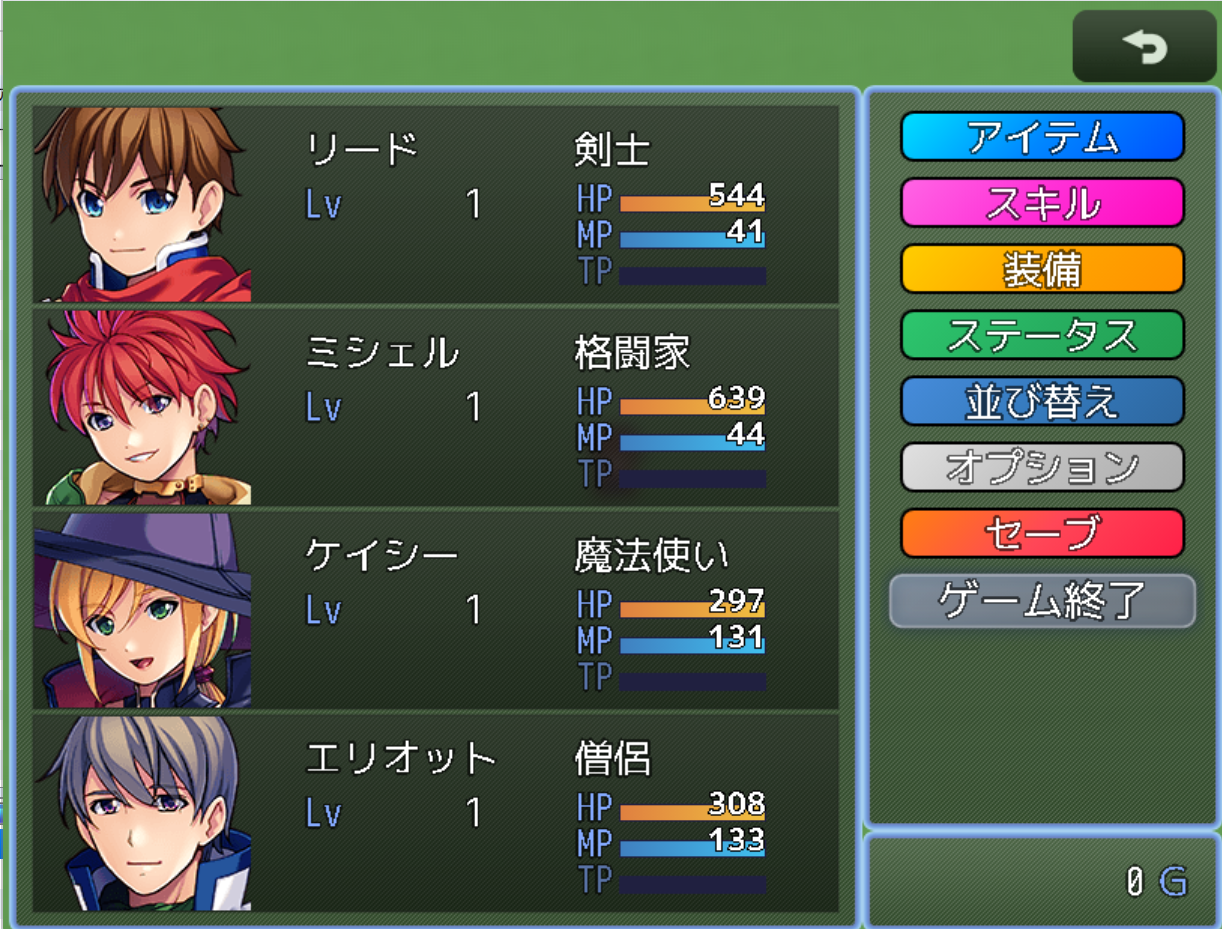 リード 剣士
Lv 1 HP 544
MP 41
TP
ミシェル 格闘家
Lv 1 HP 639
MP 44
TP
ケイシー 魔法使い
Lv 1 HP 297
MP 131
TP
エリオット 僧侶
Lv 1 HP 308
MP 133
TP
アイテム
スキル
装備
ステータス
並び替え
オプション
セーブ
ゲーム終了
0 G